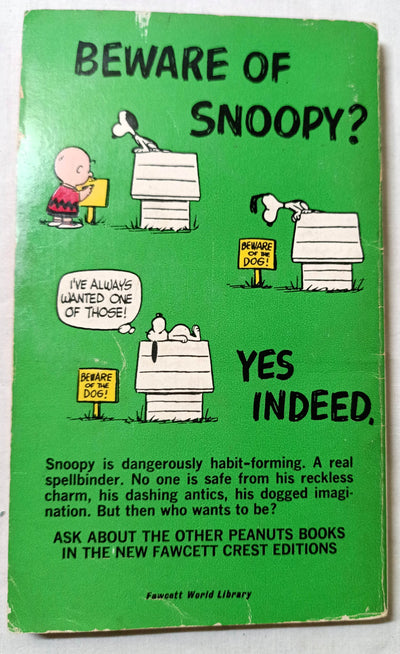 BEWARE OF
SNOOPY?
BEWARE
OF THE
DOG!
I'VE ALWAYS
WANTED ONE
OF THOSE!
BEWARE
OF THE
DOG!
YES
INDEED.
Snoopy is dangerously habit-forming. A real
spellbinder. No one is safe from his reckless
charm, his dashing antics, his dogged imagi-
nation. But then who wants to be?
ASK ABOUT THE OTHER PEANUTS BOOKS
IN THE NEW FAWCETT CREST EDITIONS
Fawcett World Library